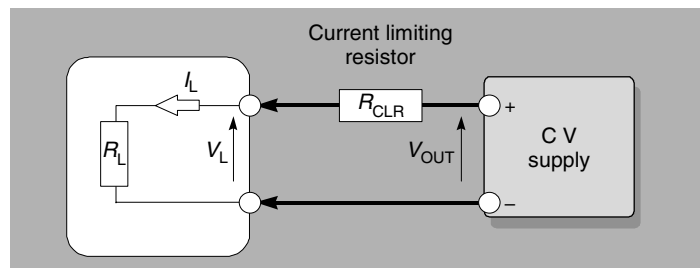 Current limiting
resistor
I_L
R_CLR
+
R_L
V_L
V_OUT
C V
supply
–